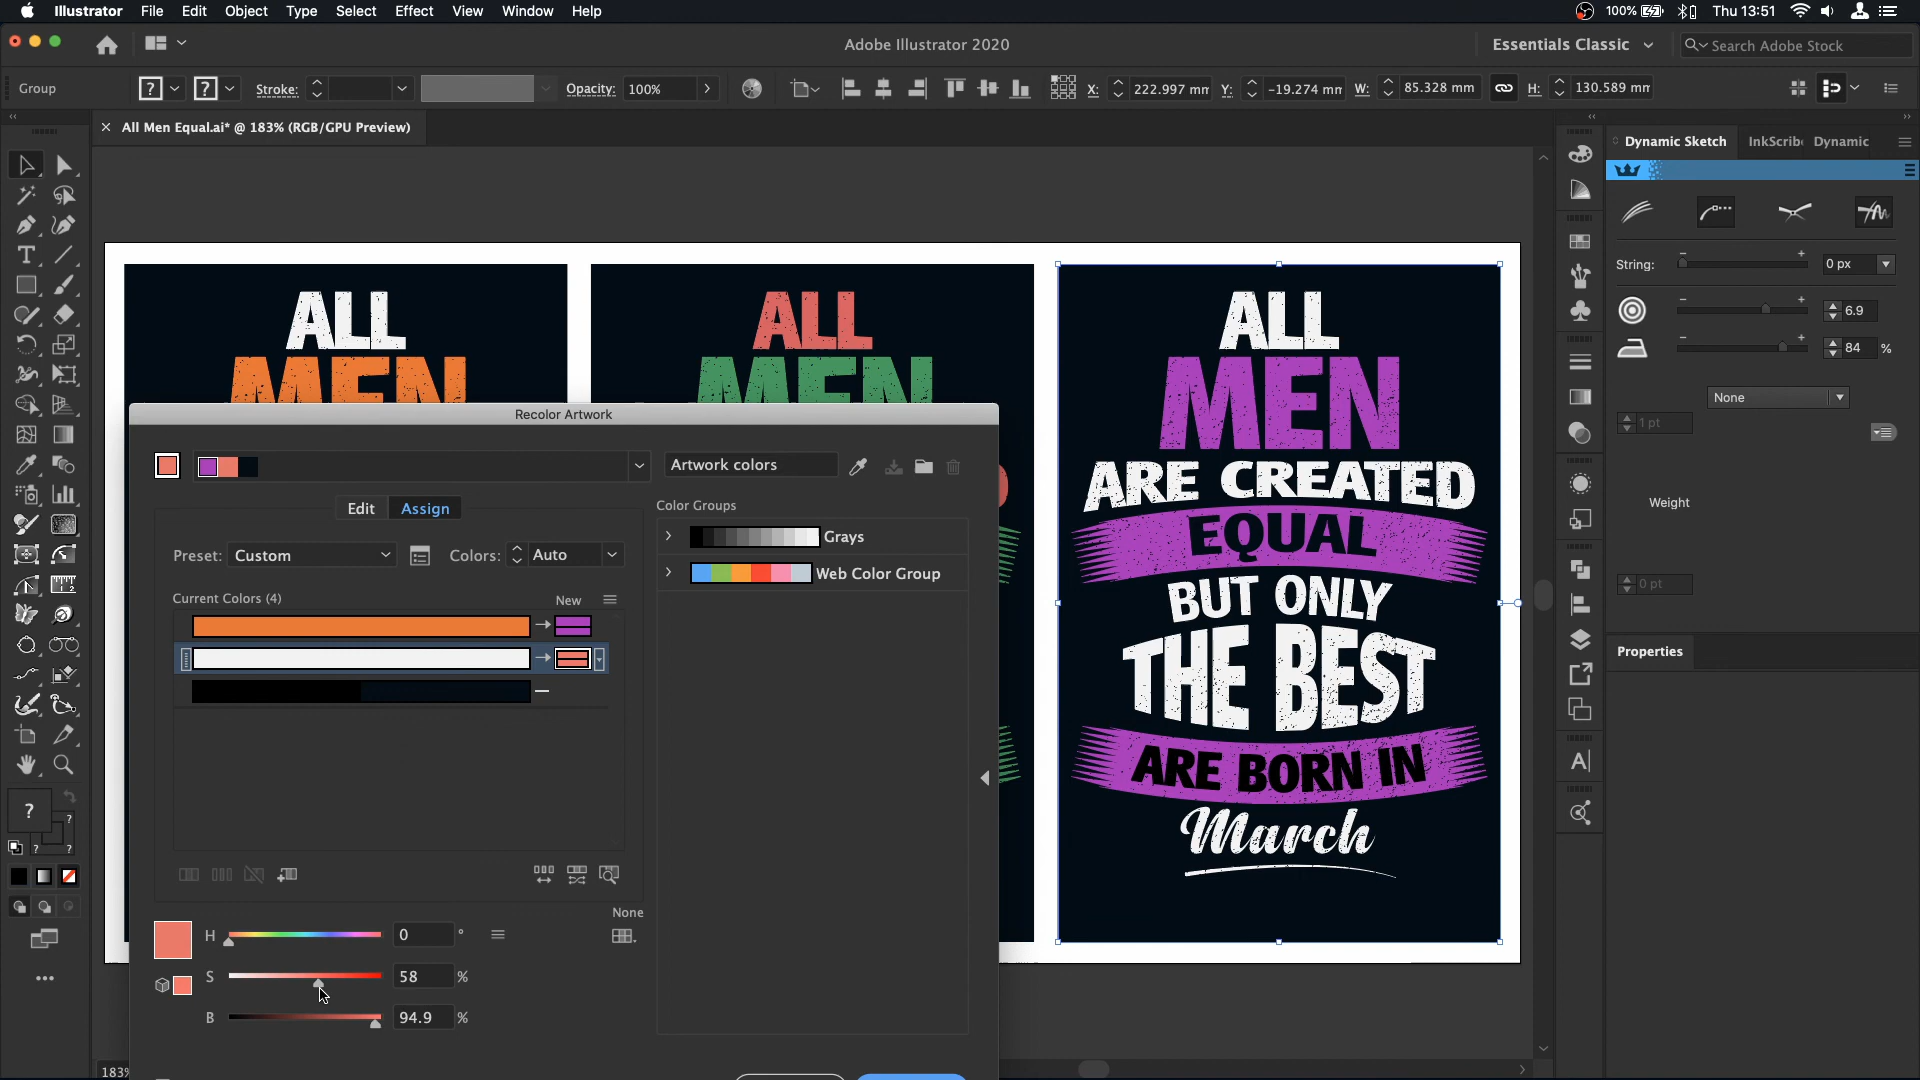 Illustrator File Edit Object Type Select Effect View Window Help
100% Thu 13:51
Adobe Illustrator 2020
Essentials Classic
Search Adobe Stock
Group
? ? Stroke: Opacity: 100% X: 222.997 mm Y: -19.274 mm W: 85.328 mm H: 130.589 mm
All Men Equal.ai* @ 183% (RGB/GPU Preview)
Dynamic Sketch InkScribe Dynamic
String: 0 px
6.9
84 %
None
1 pt
Weight
0 pt
Properties
ALL
MEN
ALL
MEN
ALL
MEN
ARE CREATED
EQUAL
BUT ONLY
THE BEST
ARE BORN IN
March
Recolor Artwork
Artwork colors
Edit Assign
Color Groups
Grays
Web Color Group
Preset: Custom Colors: Auto
Current Colors (4) New
None
H 0 °
S 58 %
B 94.9 %
?
?
? ?
183%